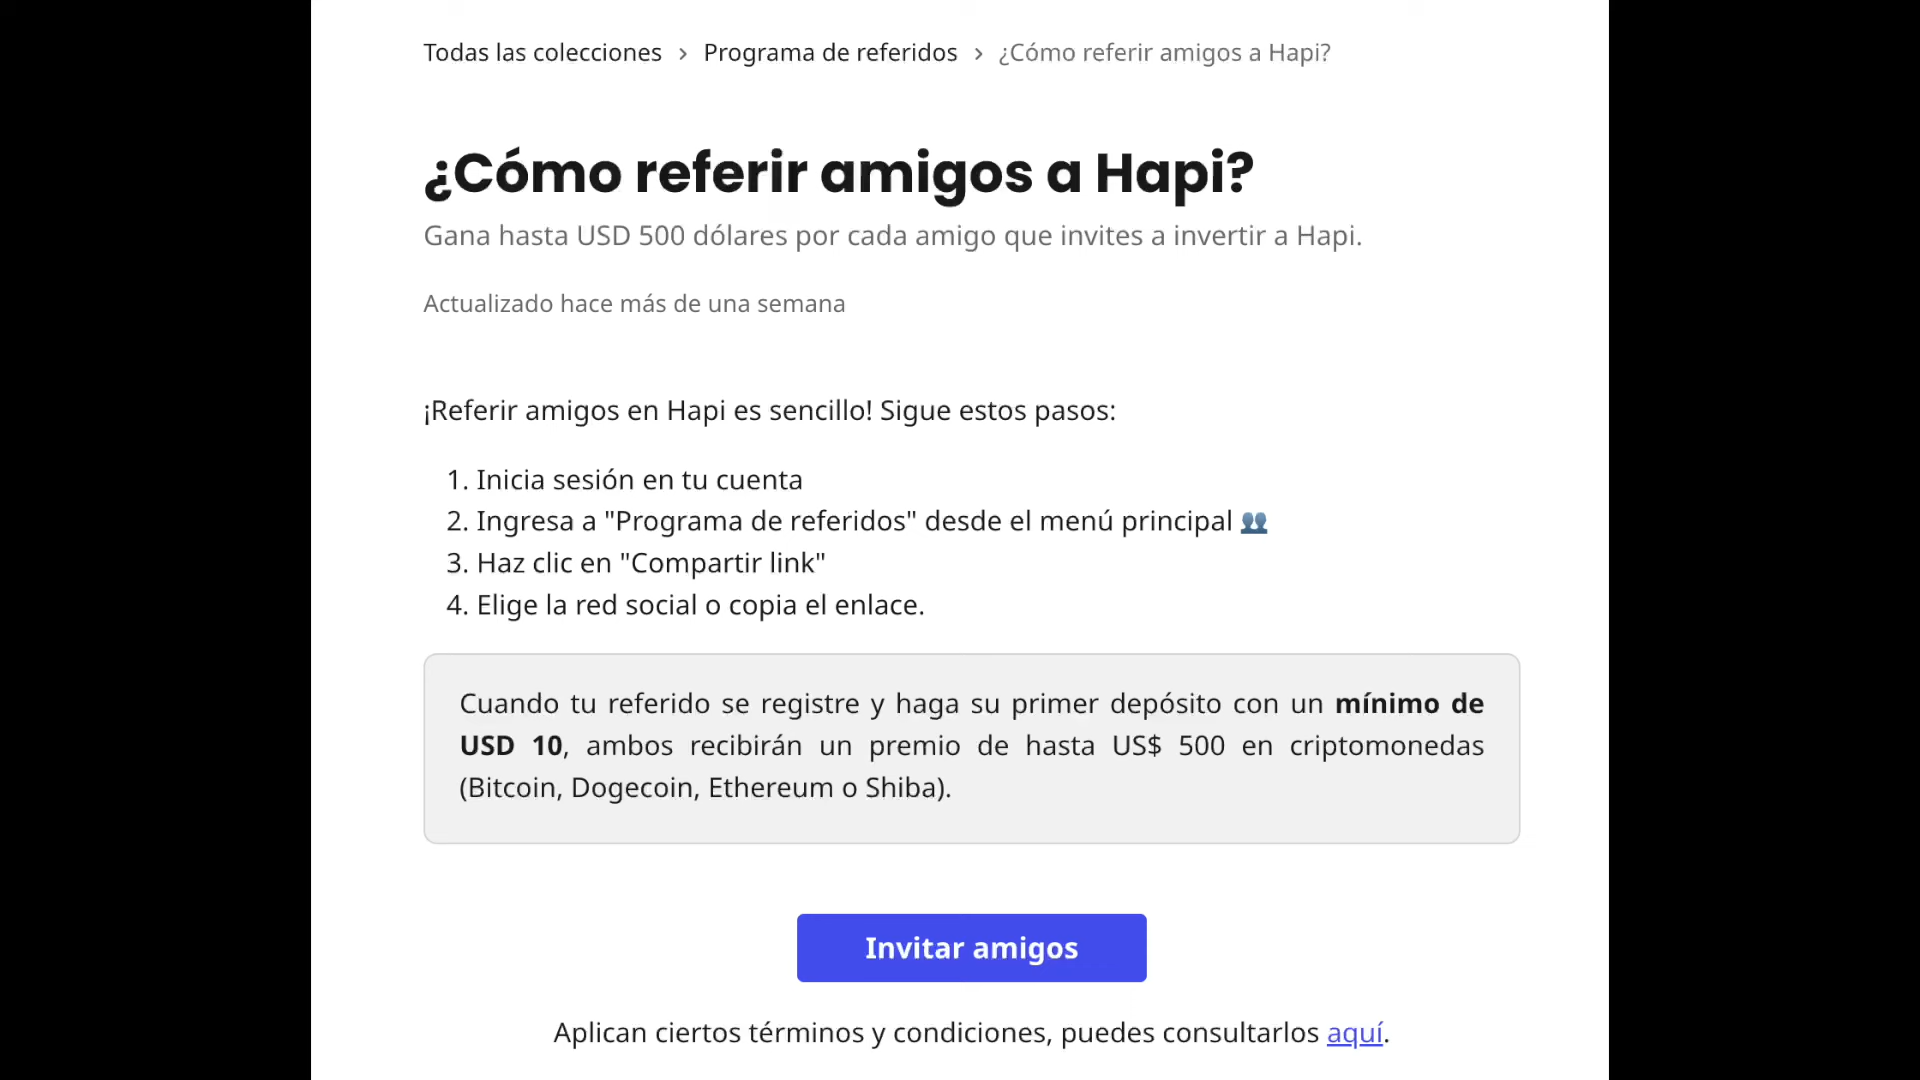 Todas las colecciones > Programa de referidos > ¿Cómo referir amigos a Hapi?
¿Cómo referir amigos a Hapi?
Gana hasta USD 500 dólares por cada amigo que invites a invertir a Hapi.
Actualizado hace más de una semana
¡Referir amigos en Hapi es sencillo! Sigue estos pasos:
1. Inicia sesión en tu cuenta
2. Ingresa a "Programa de referidos" desde el menú principal 👥
3. Haz clic en "Compartir link"
4. Elige la red social o copia el enlace.
Cuando tu referido se registre y haga su primer depósito con un mínimo de
USD 10, ambos recibirán un premio de hasta US$ 500 en criptomonedas
(Bitcoin, Dogecoin, Ethereum o Shiba).
Invitar amigos
Aplican ciertos términos y condiciones, puedes consultarlos aquí.